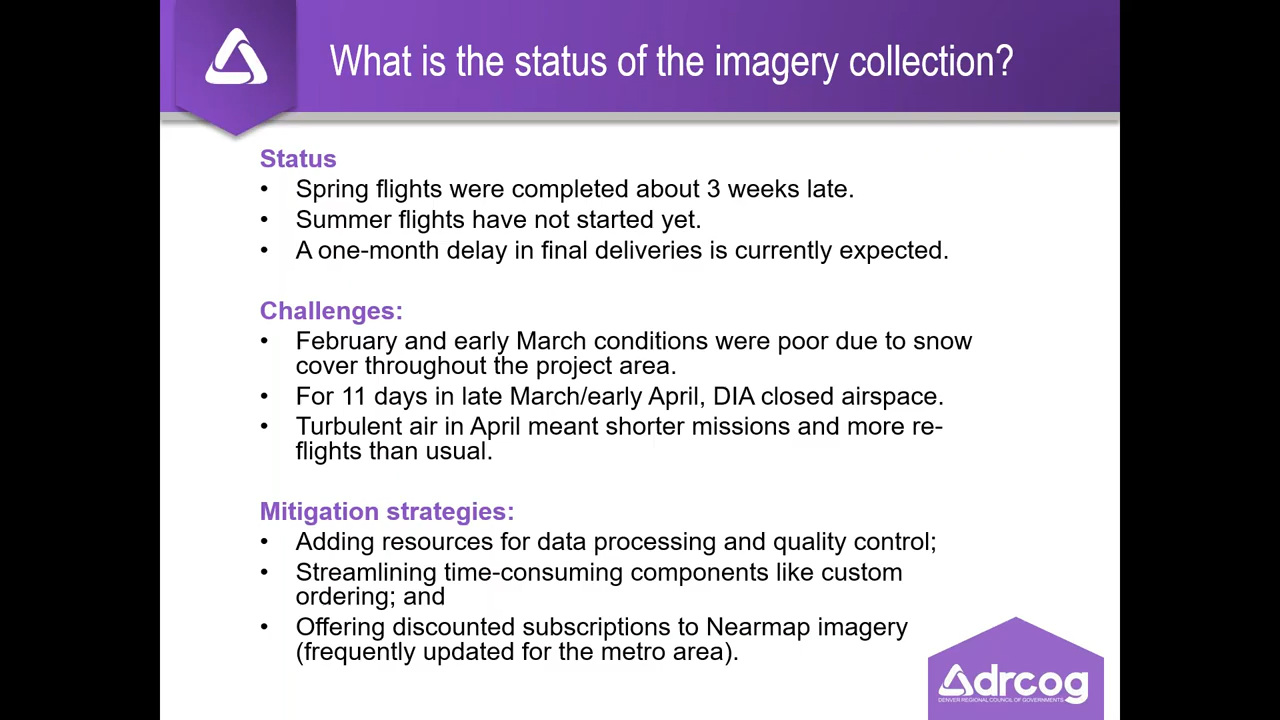 What is the status of the imagery collection?
Status
• Spring flights were completed about 3 weeks late.
• Summer flights have not started yet.
• A one-month delay in final deliveries is currently expected.
Challenges:
• February and early March conditions were poor due to snow
cover throughout the project area.
• For 11 days in late March/early April, DIA closed airspace.
• Turbulent air in April meant shorter missions and more re-
flights than usual.
Mitigation strategies:
• Adding resources for data processing and quality control;
• Streamlining time-consuming components like custom
ordering; and
• Offering discounted subscriptions to Nearmap imagery
(frequently updated for the metro area).
drcog
DENVER REGIONAL COUNCIL OF GOVERNMENTS